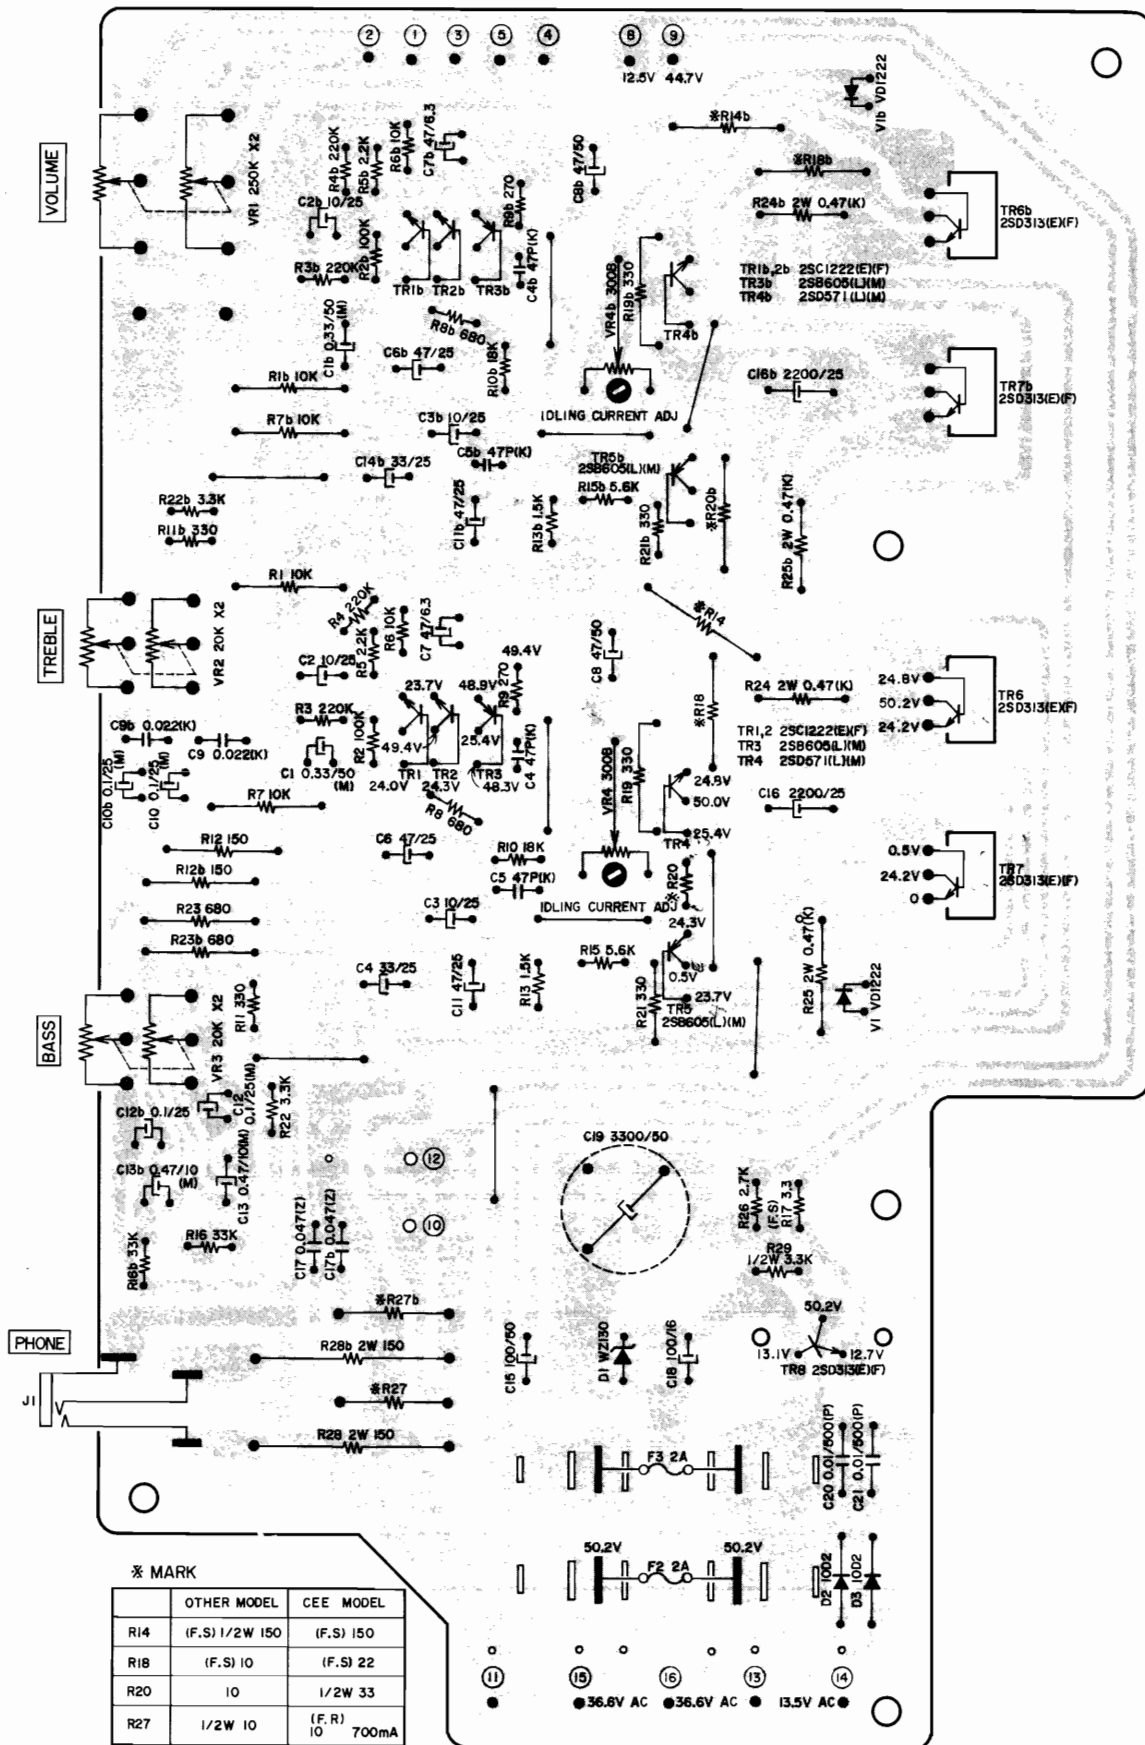 ② ① ③ ⑤ ④ ⑧ ⑨
12.5V 44.7V
V1b VD1222
VOLUME
VR1 250K X2
R4b 220K
R5b 2.2K
R6b 10K
C7b 47/6.3
C2b 10/25
R2b 100K
R3b 220K
R9b 270
C8b 47/50
C4b 47P(K)
※R14b
※R18b
R24b 2W 0.47(K)
TR6b
2SD313(E)(F)
TR1b TR2b TR3b
TR1b,2b 2SC1222(E)(F)
TR3b 2SB605(L)(M)
TR4b 2SD571(L)(M)
C1b 0.33/50
(M)
R8b 680
C6b 47/25
R10b 18K
VR4b 300B
R19b 330
TR4b
R1b 10K
C16b 2200/25
TR7b
2SD313(E)(F)
IDLING CURRENT ADJ
R7b 10K
C3b 10/25
C5b 47P(K)
C14b 33/25
TR5b
2SB605(L)(M)
R15b 5.6K
R22b 3.3K
R11b 330
C11b 47/25
R13b 1.5K
R21b 330
※R20b
R25b 2W 0.47(K)
R1 10K
TREBLE
VR2 20K X2
R4 220K
R5 2.2K
R6 10K
C7 47/6.3
C8 47/50
※R14
C2 10/25
49.4V
R9 270
23.7V 48.9V
R24 2W 0.47(K)
24.8V
50.2V
24.2V
TR6
2SD313(E)(F)
R3 220K
R2 100K
※R18
C9b 0.022(K)
C9 0.022(K)
C1 0.33/50
(M)
49.4V
25.4V
TR1 TR2 TR3
24.0V 24.3V 48.3V
C4 47P(K)
TR1,2 2SC1222(E)(F)
TR3 2SB605(L)(M)
TR4 2SD571(L)(M)
C10b 0.1/25
(M)
C10 0.1/25
(M)
R8 680
VR4 300B
R19 330
24.8V
50.0V
25.4V
TR4
C16 2200/25
R7 10K
R12 150
C6 47/25
R10 18K
R12b 150
C5 47P(K)
※R20
0.5V
24.2V
0
TR7
2SD313(E)(F)
R23 680
C3 10/25
IDLING CURRENT ADJ
R23b 680
24.3V
0.5V
23.7V
TR5
2SB605(L)(M)
R15 5.6K
C4 33/25
C11 47/25
R13 1.5K
R21 330
R25 2W 0.47(K)
V1 VD1222
BASS
VR3 20K X2
R11 330
C12b 0.1/25
C12
0.1/25(M)
R22 3.3K
C13b 0.47/10
(M)
C13 0.47/10(M)
⑫
⑩
C19 3300/50
R26 2.7K
(F.S)
R17 3.3
R16b 33K
R16 33K
C17 0.047(Z)
C17b 0.047(Z)
R29
1/2W 3.3K
※R27b
50.2V
13.1V 12.7V
TR8 2SD313(E)(F)
PHONE
J1
R28b 2W 150
C15 100/50
D1 WZ130
C18 100/16
※R27
R28 2W 150
F3 2A
C20 0.01/500(P)
C21 0.01/500(P)
50.2V F2 2A 50.2V
D2 10D2
D3 10D2
⑪ ⑮ ⑯ ⑬ ⑭
36.6V AC 36.6V AC 13.5V AC
※ MARK
OTHER MODEL CEE MODEL
R14 (F.S) 1/2W 150 (F.S) 150
R18 (F.S) 10 (F.S) 22
R20 10 1/2W 33
R27 1/2W 10 (F.R) 10 700mA